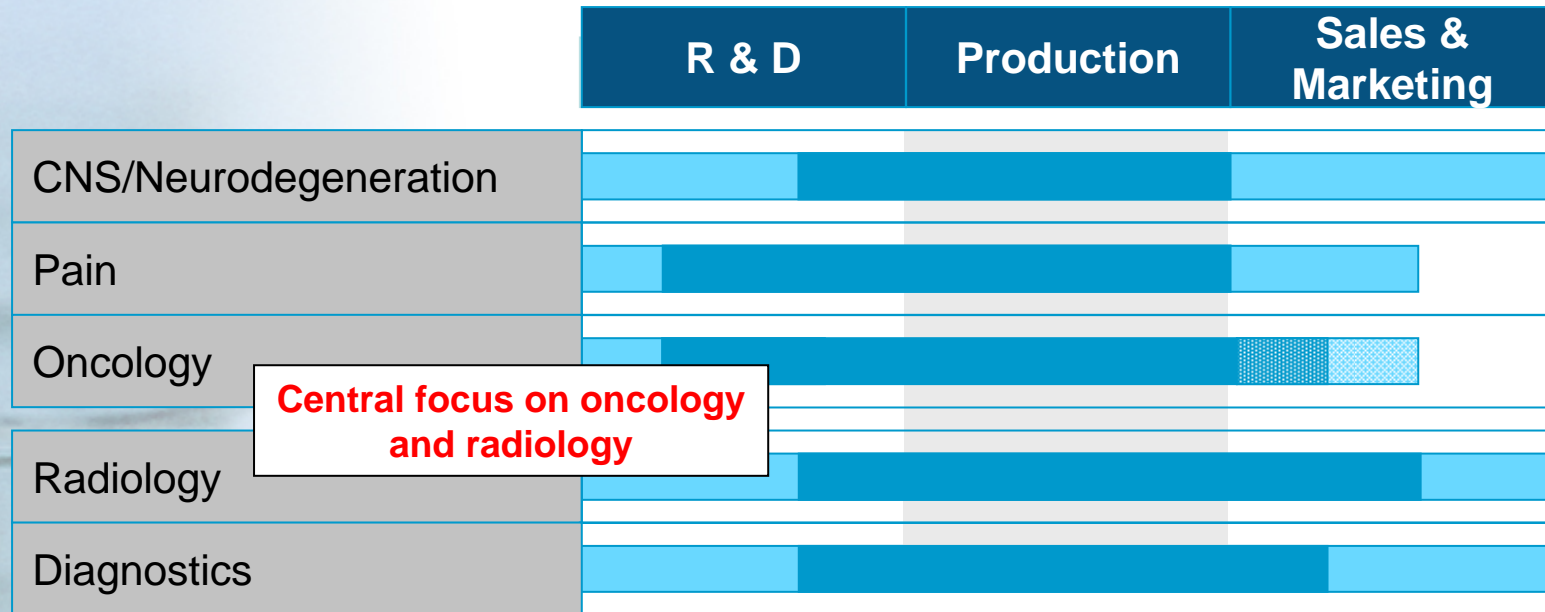 R & D
Production
Sales &
Marketing
CNS/Neurodegeneration
Pain
Oncology
Central focus on oncology
and radiology
Radiology
Diagnostics